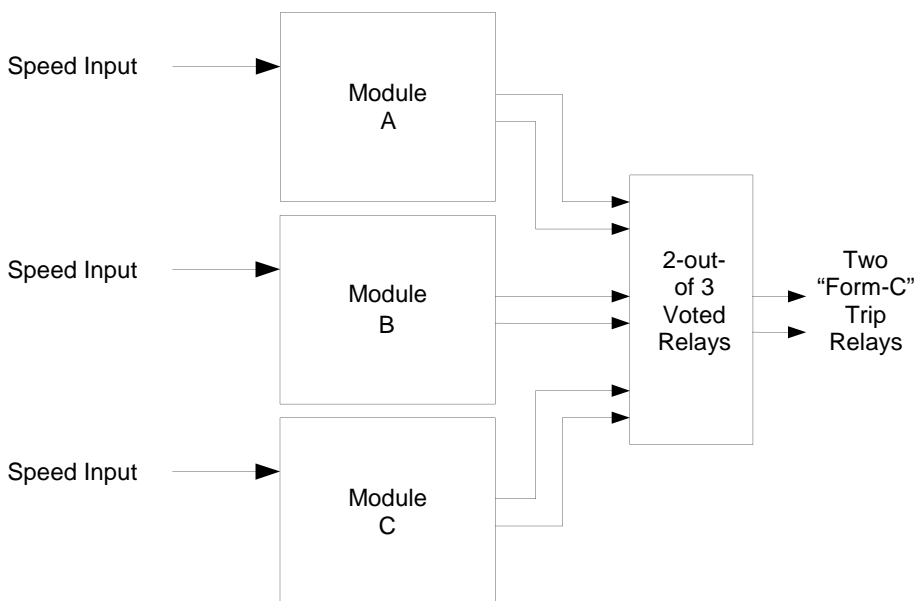 Speed Input
Module
A
Speed Input
Module
B
Speed Input
Module
C
2-out-
of 3
Voted
Relays
Two
“Form-C”
Trip
Relays